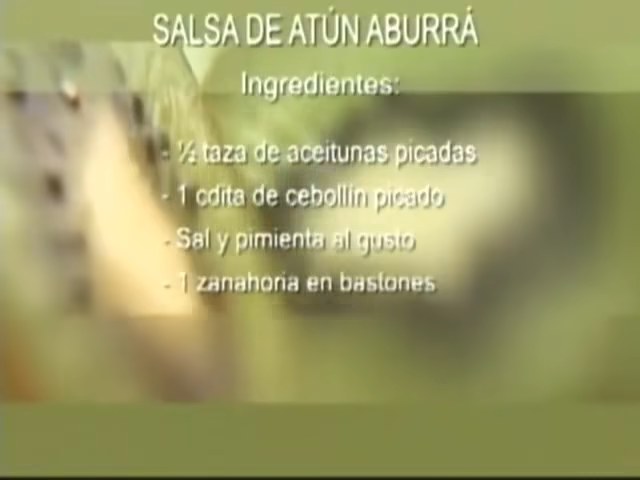 SALSA DE ATÚN ABURRÁ
Ingredientes:
- ½ taza de aceitunas picadas
- 1 cdita de cebollín picado
- Sal y pimienta al gusto
- 1 zanahoria en bastones